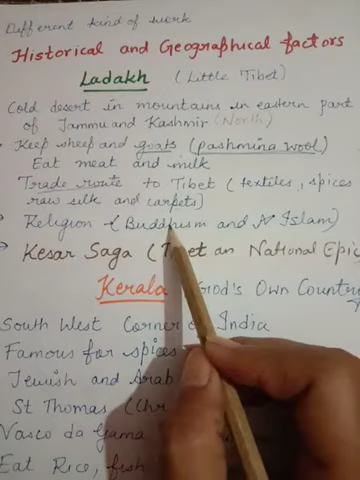 Different kind of work
Historical and Geographical factors
Ladakh (Little Tibet)
Cold desert in mountains in eastern part
of Jammu and Kashmir (North)
Keep sheep and goats (pashmina wool)
Eat meat and milk
Trade route to Tibet (textiles, spices
raw silk and carpets)
Religion - (Buddhism and Islam)
Kesar Saga ( an National Epic
Kerala God's Own Country
South West Corner of India
Famous for spices
Jewish and Arab
St Thomas (Chr
Vasco da Gama
Eat Rice, fish